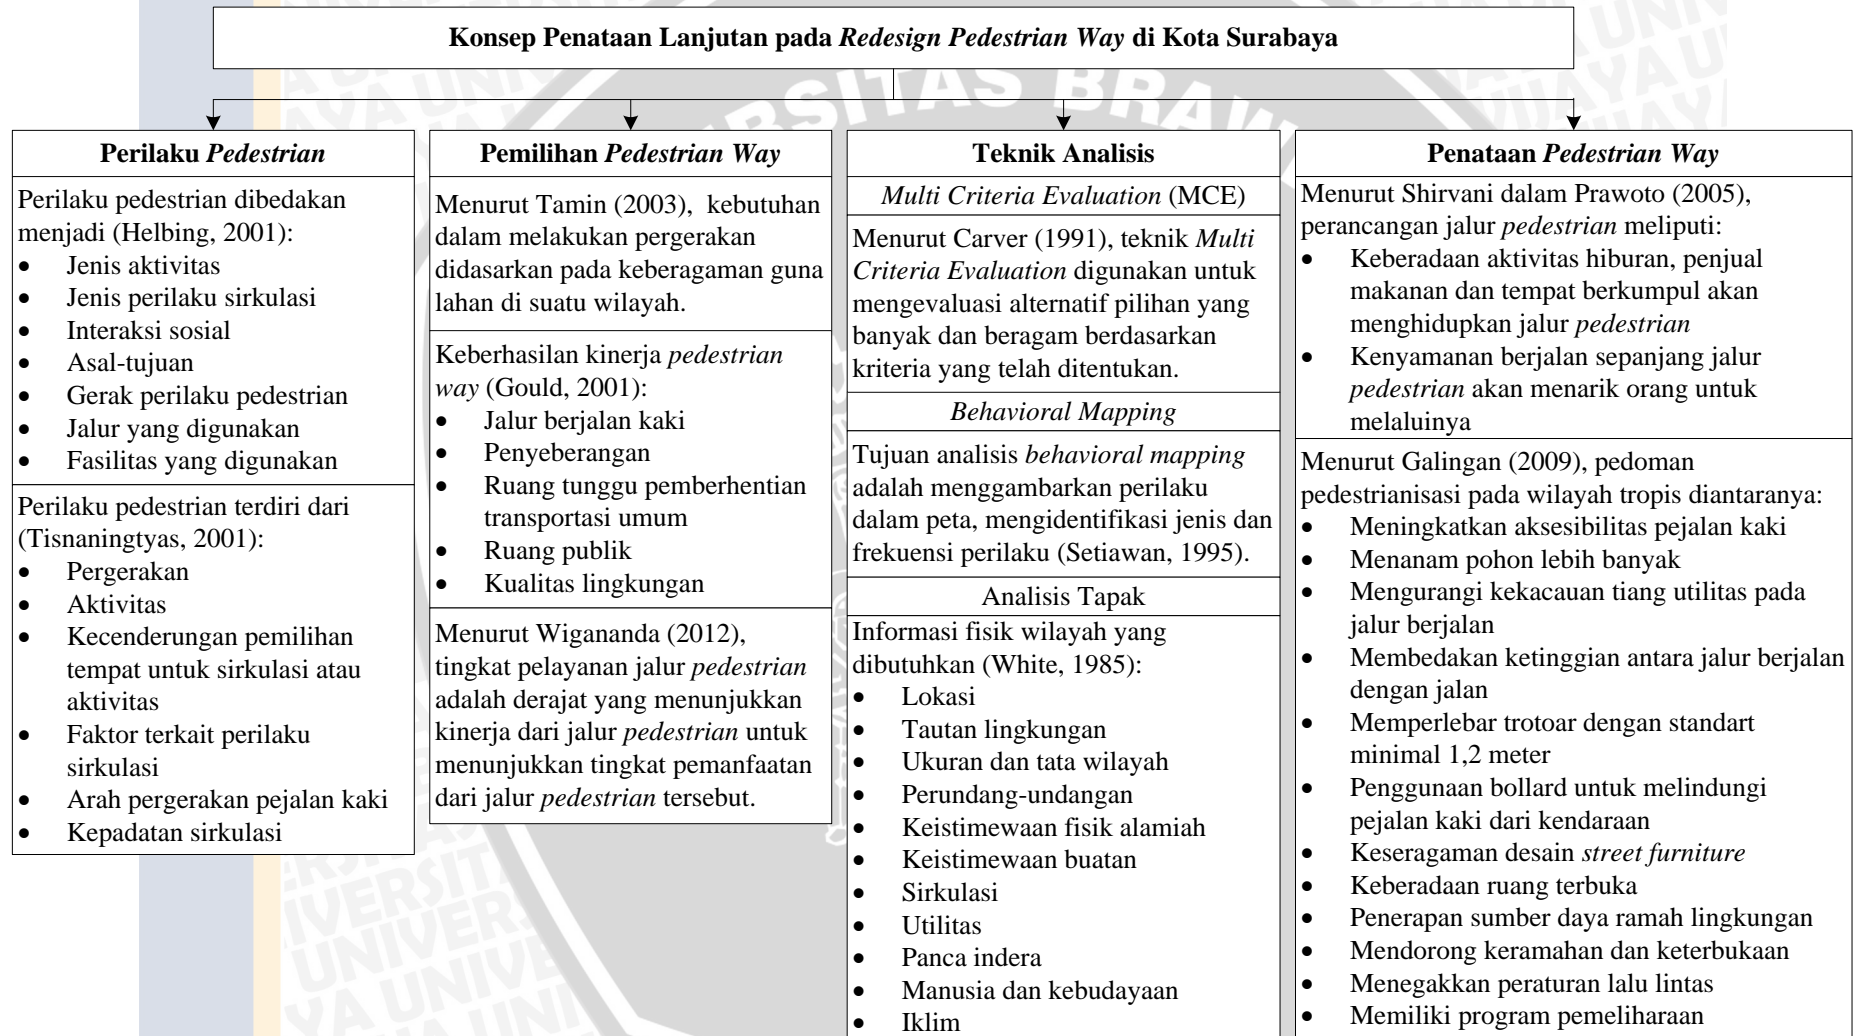 Konsep Penataan Lanjutan pada Redesign Pedestrian Way di Kota Surabaya
Perilaku Pedestrian
Perilaku pedestrian dibedakan
menjadi (Helbing, 2001):
• Jenis aktivitas
• Jenis perilaku sirkulasi
• Interaksi sosial
• Asal-tujuan
• Gerak perilaku pedestrian
• Jalur yang digunakan
• Fasilitas yang digunakan
Perilaku pedestrian terdiri dari
(Tisnaningtyas, 2001):
• Pergerakan
• Aktivitas
• Kecenderungan pemilihan
tempat untuk sirkulasi atau
aktivitas
• Faktor terkait perilaku
sirkulasi
• Arah pergerakan pejalan kaki
• Kepadatan sirkulasi
Pemilihan Pedestrian Way
Menurut Tamin (2003), kebutuhan
dalam melakukan pergerakan
didasarkan pada keberagaman guna
lahan di suatu wilayah.
Keberhasilan kinerja pedestrian
way (Gould, 2001):
• Jalur berjalan kaki
• Penyeberangan
• Ruang tunggu pemberhentian
transportasi umum
• Ruang publik
• Kualitas lingkungan
Menurut Wigananda (2012),
tingkat pelayanan jalur pedestrian
adalah derajat yang menunjukkan
kinerja dari jalur pedestrian untuk
menunjukkan tingkat pemanfaatan
dari jalur pedestrian tersebut.
Teknik Analisis
Multi Criteria Evaluation (MCE)
Menurut Carver (1991), teknik Multi
Criteria Evaluation digunakan untuk
mengevaluasi alternatif pilihan yang
banyak dan beragam berdasarkan
kriteria yang telah ditentukan.
Behavioral Mapping
Tujuan analisis behavioral mapping
adalah menggambarkan perilaku
dalam peta, mengidentifikasi jenis dan
frekuensi perilaku (Setiawan, 1995).
Analisis Tapak
Informasi fisik wilayah yang
dibutuhkan (White, 1985):
• Lokasi
• Tautan lingkungan
• Ukuran dan tata wilayah
• Perundang-undangan
• Keistimewaan fisik alamiah
• Keistimewaan buatan
• Sirkulasi
• Utilitas
• Panca indera
• Manusia dan kebudayaan
• Iklim
Penataan Pedestrian Way
Menurut Shirvani dalam Prawoto (2005),
perancangan jalur pedestrian meliputi:
• Keberadaan aktivitas hiburan, penjual
makanan dan tempat berkumpul akan
menghidupkan jalur pedestrian
• Kenyamanan berjalan sepanjang jalur
pedestrian akan menarik orang untuk
melaluinya
Menurut Galingan (2009), pedoman
pedestrianisasi pada wilayah tropis diantaranya:
• Meningkatkan aksesibilitas pejalan kaki
• Menanam pohon lebih banyak
• Mengurangi kekacauan tiang utilitas pada
jalur berjalan
• Membedakan ketinggian antara jalur berjalan
dengan jalan
• Memperlebar trotoar dengan standart
minimal 1,2 meter
• Penggunaan bollard untuk melindungi
pejalan kaki dari kendaraan
• Keseragaman desain street furniture
• Keberadaan ruang terbuka
• Penerapan sumber daya ramah lingkungan
• Mendorong keramahan dan keterbukaan
• Menegakkan peraturan lalu lintas
• Memiliki program pemeliharaan